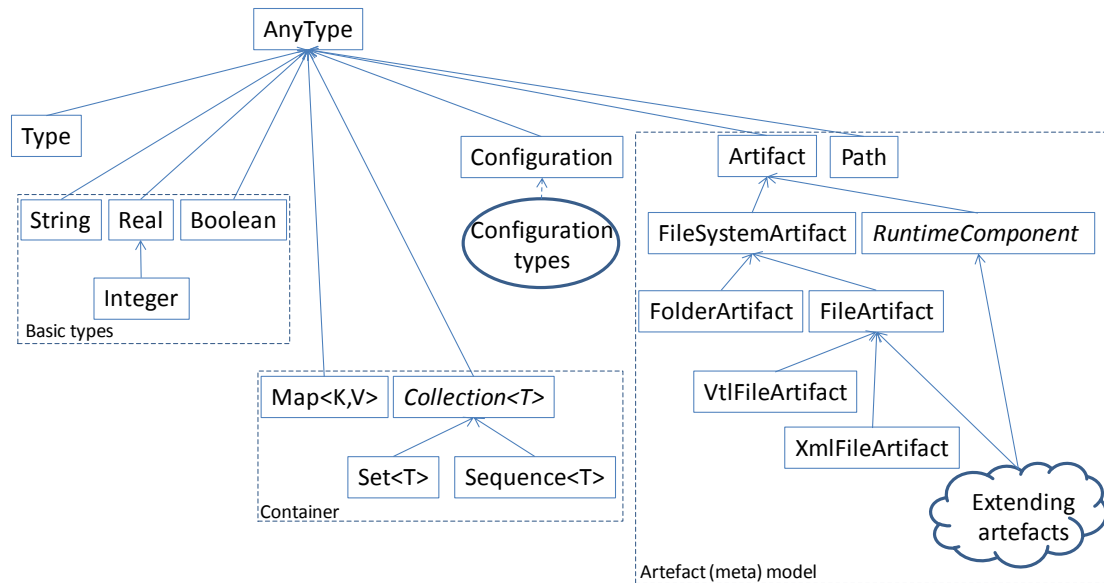 AnyType
Type
Configuration
Artifact
Path
String
Real
Boolean
Configuration
types
FileSystemArtifact
RuntimeComponent
Integer
Basic types
FolderArtifact
FileArtifact
Map<K,V>
Collection<T>
VtlFileArtifact
XmlFileArtifact
Set<T>
Sequence<T>
Container
Extending
artefacts
Artefact (meta) model